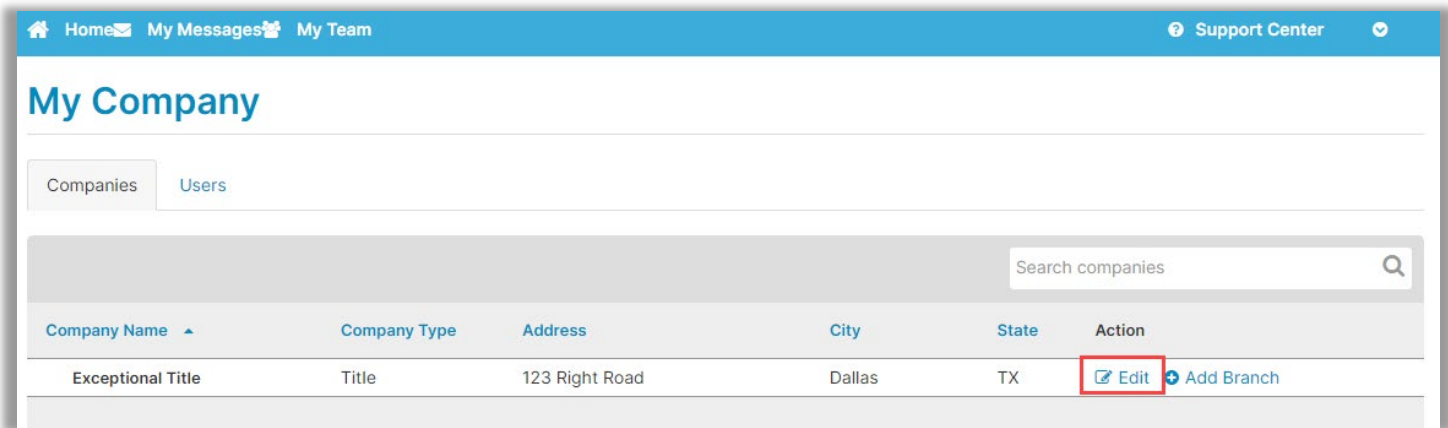 Home My Messages My Team Support Center
My Company
Companies Users
Search companies
Company Name Company Type Address City State Action
Exceptional Title Title 123 Right Road Dallas TX Edit Add Branch